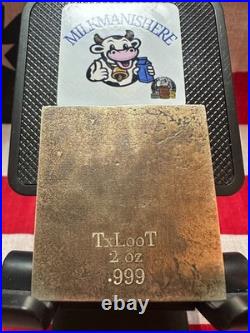 MILKMANISHERE
TxLooT
2 oz
.999